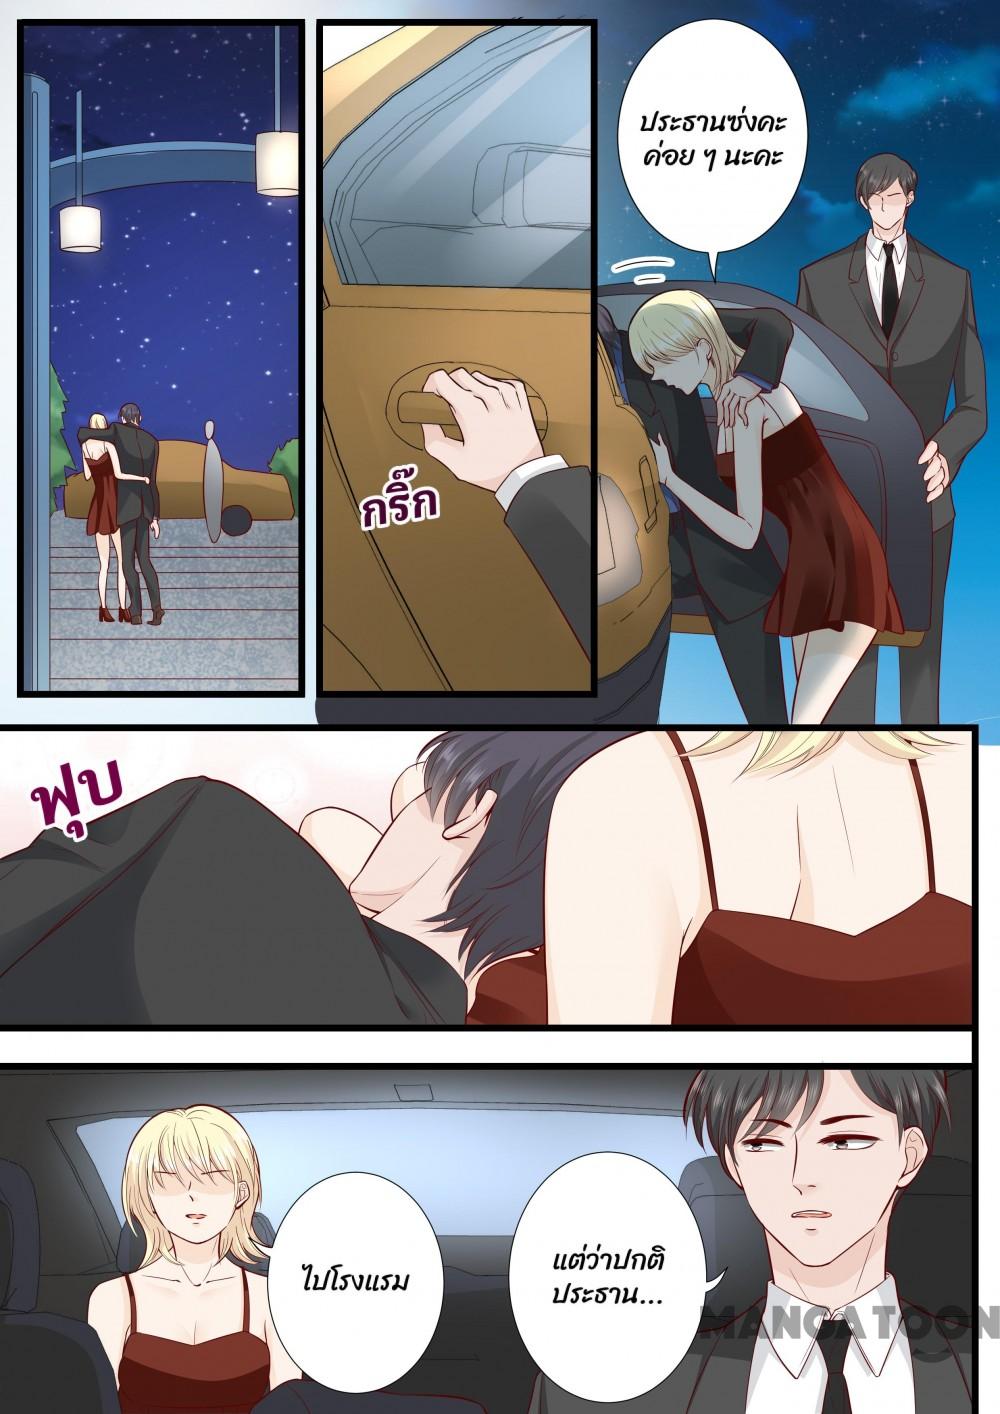 ประธานซ่งคะ
ค่อย ๆ นะคะ
กริ๊ก
ฟุบ
ไปโรงแรม
แต่ว่าปกติ
ประธาน...
MANGATOON